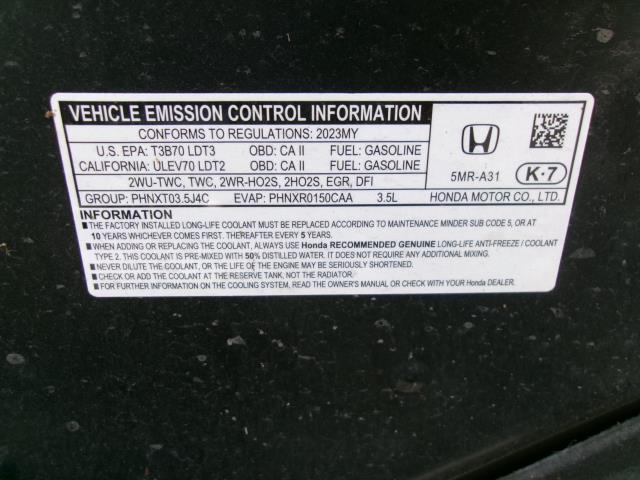 VEHICLE EMISSION CONTROL INFORMATION
CONFORMS TO REGULATIONS: 2023MY
U.S. EPA: T3B70 LDT3 OBD: CA II FUEL: GASOLINE
CALIFORNIA: ULEV70 LDT2 OBD: CA II FUEL: GASOLINE
2WU-TWC, TWC, 2WR-HO2S, 2HO2S, EGR, DFI
GROUP: PHNXT03.5J4C EVAP: PHNXR0150CAA 3.5L
5MR-A31 K·7
HONDA MOTOR CO., LTD.
INFORMATION
■ THE FACTORY INSTALLED LONG-LIFE COOLANT SHOULD BE REPLACED ACCORDING TO MAINTENANCE MINDER SUB CODE 5, OR AT
10 YEARS THEREAFTER EVERY 5 YEARS.
■ WHEN ADDING OR REPLACING THE COOLANT, ALWAYS USE Honda RECOMMENDED GENUINE LONG-LIFE ANTI-FREEZE / COOLANT
TYPE 2. THIS COOLANT IS PRE-MIXED WITH 50% DISTILLED WATER. IT DOES NOT REQUIRE ANY ADDITIONAL MIXING.
■ NEVER DILUTE THE COOLANT, OR THE LIFE OF THE ENGINE MAY BE SERIOUSLY SHORTENED.
■ CHECK OR ADD THE COOLANT AT THE RESERVE TANK, NOT THE RADIATOR.
■ FOR FURTHER INFORMATION ON THE COOLING SYSTEM, READ THE OWNER'S MANUAL OR CHECK WITH YOUR Honda DEALER.